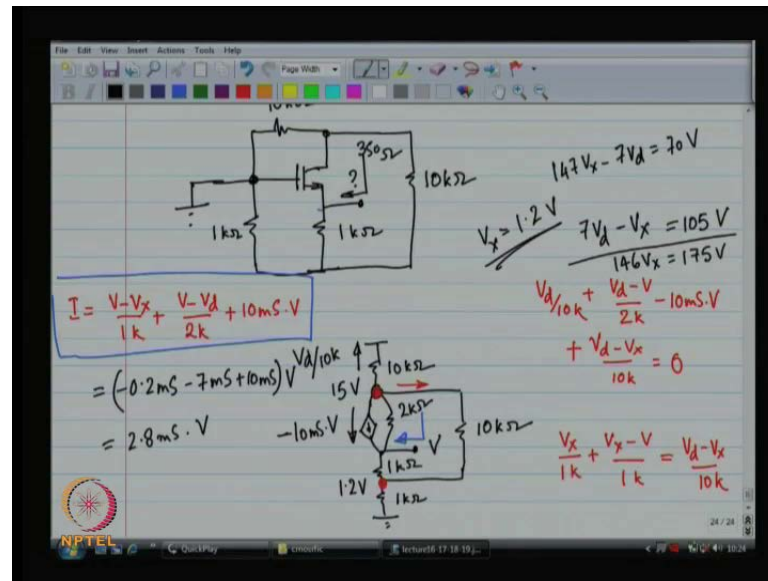 File Edit View Insert Actions Tools Help
Page Width
B I
350Ω
?
10kΩ
1kΩ
1kΩ
147Vx - 7Vd = 70V
Vx = 1.2V
7Vd - Vx = 105V
146Vx = 175V
I = V-Vx/1k + V-Vd/2k + 10mS.V
= (-0.2mS - 7mS + 10mS) V
= 2.8mS. V
Vd/10k
10kΩ
15V
2kΩ
-10mS.V
V
10kΩ
1kΩ
1.2V
1kΩ
Vd/10k + Vd-V/2k - 10mS.V
+ Vd-Vx/10k = 0
Vx/1k + Vx-V/1k = Vd-Vx/10k
24 / 24
NPTEL
QuickPlay
cmosific
lecture16-17-18-19.j...
10:24